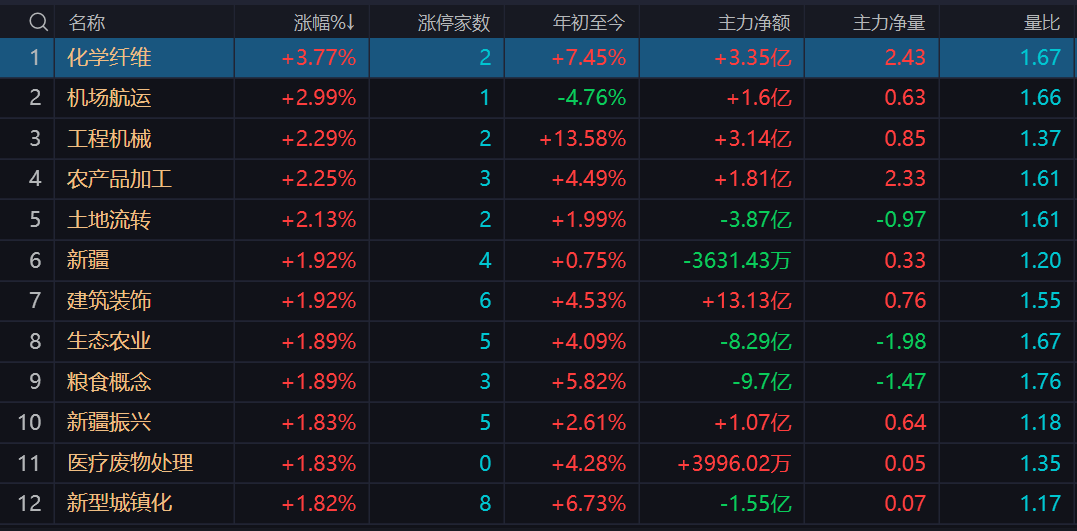 名称 涨幅%↓ 涨停家数 年初至今 主力净额 主力净量 量比
1 化学纤维 +3.77% 2 +7.45% +3.35亿 2.43 1.67
2 机场航运 +2.99% 1 -4.76% +1.6亿 0.63 1.66
3 工程机械 +2.29% 2 +13.58% +3.14亿 0.85 1.37
4 农产品加工 +2.25% 3 +4.49% +1.81亿 2.33 1.61
5 土地流转 +2.13% 2 +1.99% -3.87亿 -0.97 1.61
6 新疆 +1.92% 4 +0.75% -3631.43万 0.33 1.20
7 建筑装饰 +1.92% 6 +4.53% +13.13亿 0.76 1.55
8 生态农业 +1.89% 5 +4.09% -8.29亿 -1.98 1.67
9 粮食概念 +1.89% 3 +5.82% -9.7亿 -1.47 1.76
10 新疆振兴 +1.83% 5 +2.61% +1.07亿 0.64 1.18
11 医疗废物处理 +1.83% 0 +4.28% +3996.02万 0.05 1.35
12 新型城镇化 +1.82% 8 +6.73% -1.55亿 0.07 1.17